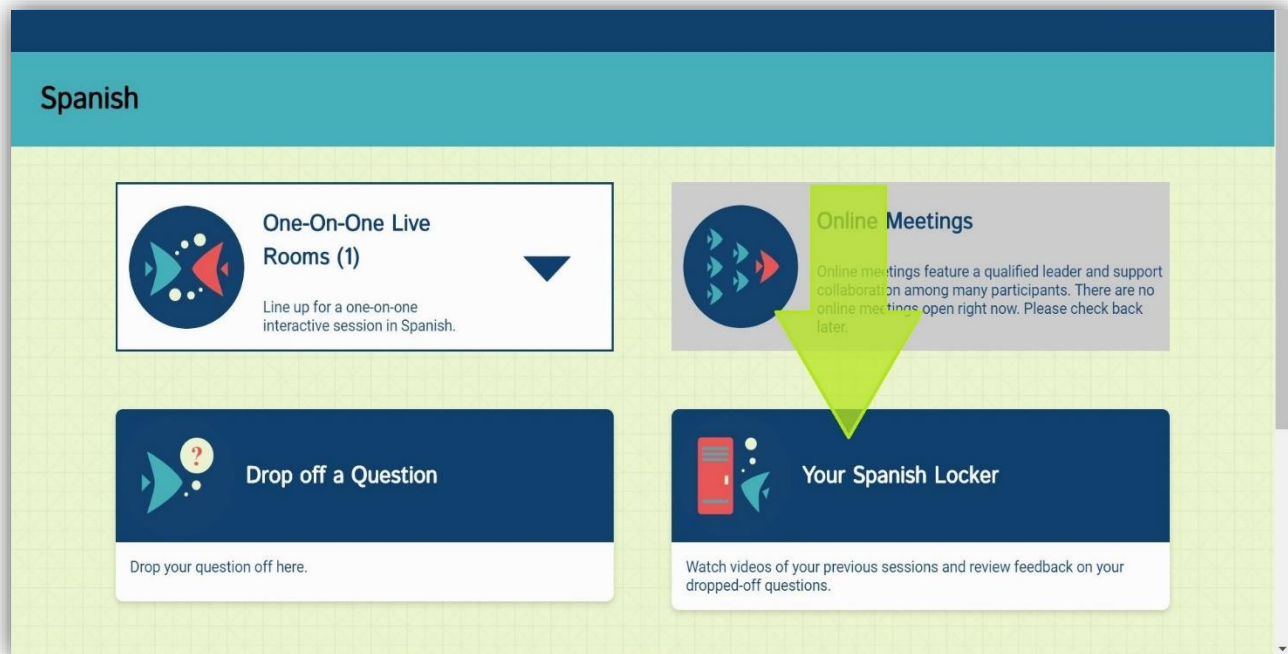 Spanish
One-On-One Live
Rooms (1)
Line up for a one-on-one
interactive session in Spanish.
Online Meetings
Online meetings feature a qualified leader and support
collaboration among many participants. There are no
online meetings open right now. Please check back
later.
?
Drop off a Question
Drop your question off here.
Your Spanish Locker
Watch videos of your previous sessions and review feedback on your
dropped-off questions.